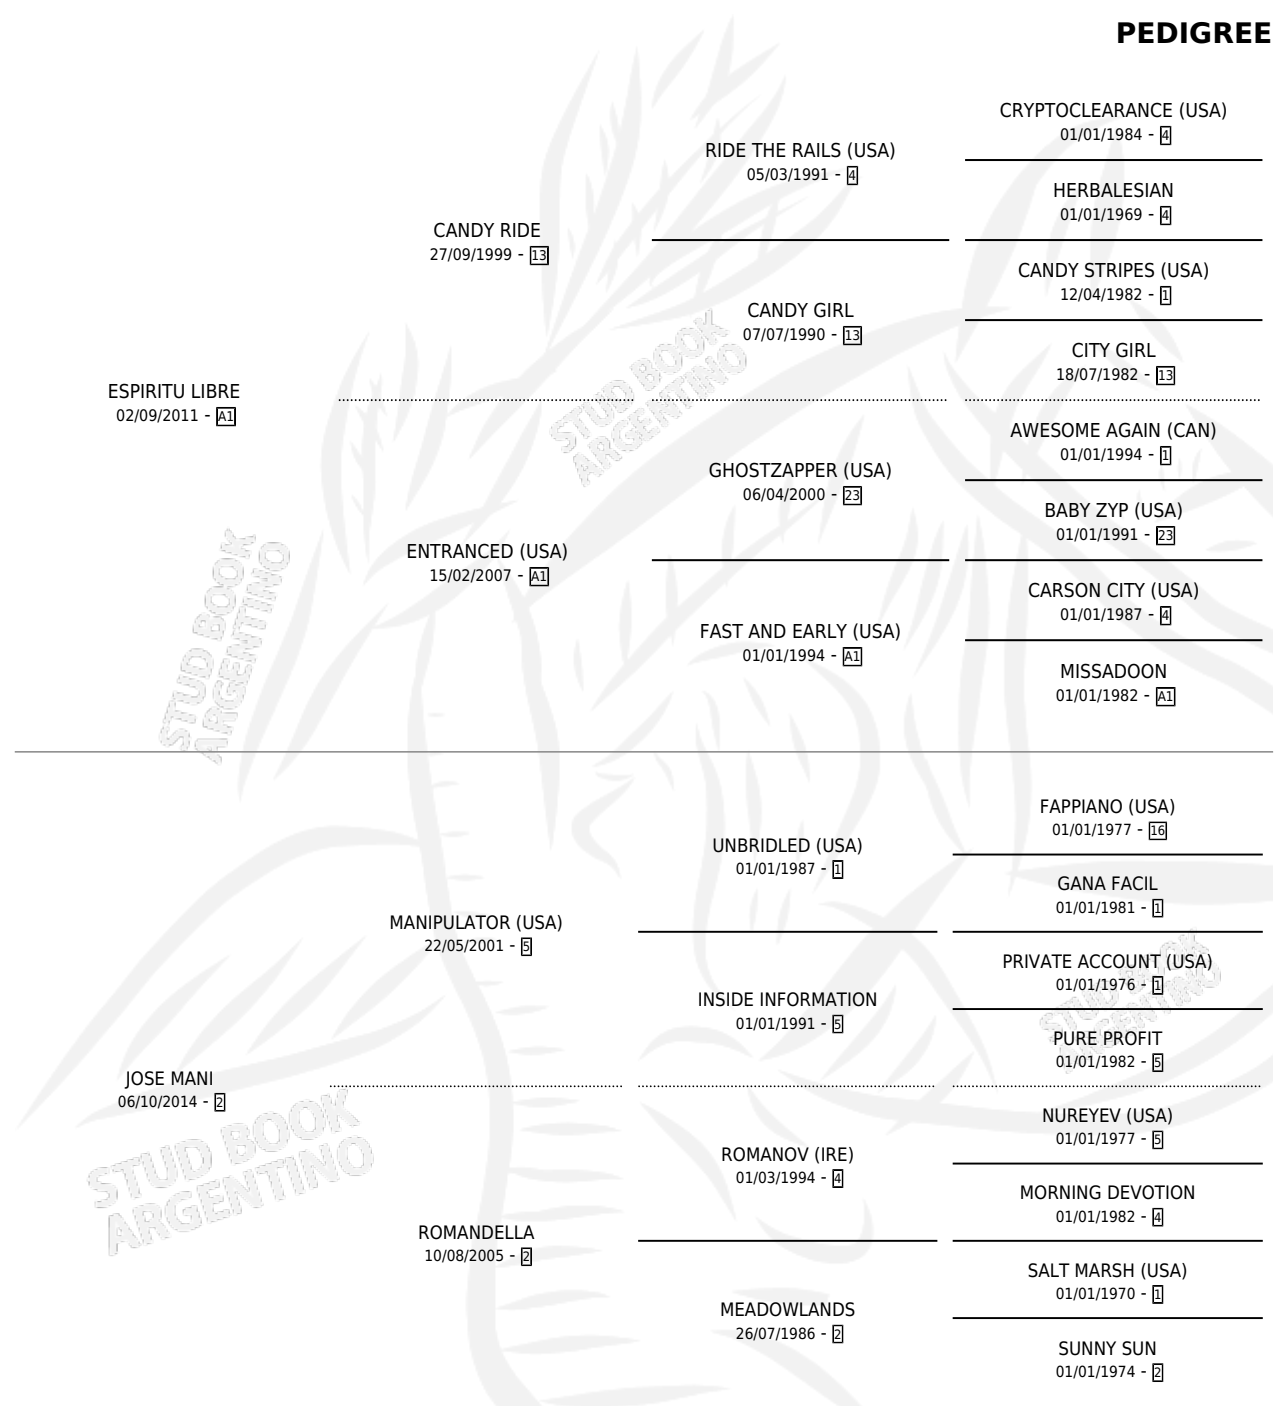 PEDIGREE
CRYPTOCLEARANCE (USA)
01/01/1984 - 4
RIDE THE RAILS (USA)
05/03/1991 - 4
HERBALESIAN
01/01/1969 - 4
CANDY RIDE
27/09/1999 - 13
CANDY STRIPES (USA)
12/04/1982 - 1
CANDY GIRL
07/07/1990 - 13
CITY GIRL
18/07/1982 - 13
ESPIRITU LIBRE
02/09/2011 - A1
AWESOME AGAIN (CAN)
01/01/1994 - 1
GHOSTZAPPER (USA)
06/04/2000 - 23
BABY ZYP (USA)
01/01/1991 - 23
ENTRANCED (USA)
15/02/2007 - A1
CARSON CITY (USA)
01/01/1987 - 4
FAST AND EARLY (USA)
01/01/1994 - A1
MISSADOON
01/01/1982 - A1
FAPPIANO (USA)
01/01/1977 - 16
UNBRIDLED (USA)
01/01/1987 - 1
GANA FACIL
01/01/1981 - 1
MANIPULATOR (USA)
22/05/2001 - 5
PRIVATE ACCOUNT (USA)
01/01/1976 - 1
INSIDE INFORMATION
01/01/1991 - 5
PURE PROFIT
01/01/1982 - 5
JOSE MANI
06/10/2014 - 2
NUREYEV (USA)
01/01/1977 - 5
ROMANOV (IRE)
01/03/1994 - 4
MORNING DEVOTION
01/01/1982 - 4
ROMANDELLA
10/08/2005 - 2
SALT MARSH (USA)
01/01/1970 - 1
MEADOWLANDS
26/07/1986 - 2
SUNNY SUN
01/01/1974 - 2
STUD BOOK
ARGENTINO
STUD BOOK
ARGENTINO
STUD BOOK
ARGENTINO
STUD BOOK
ARGENTINO